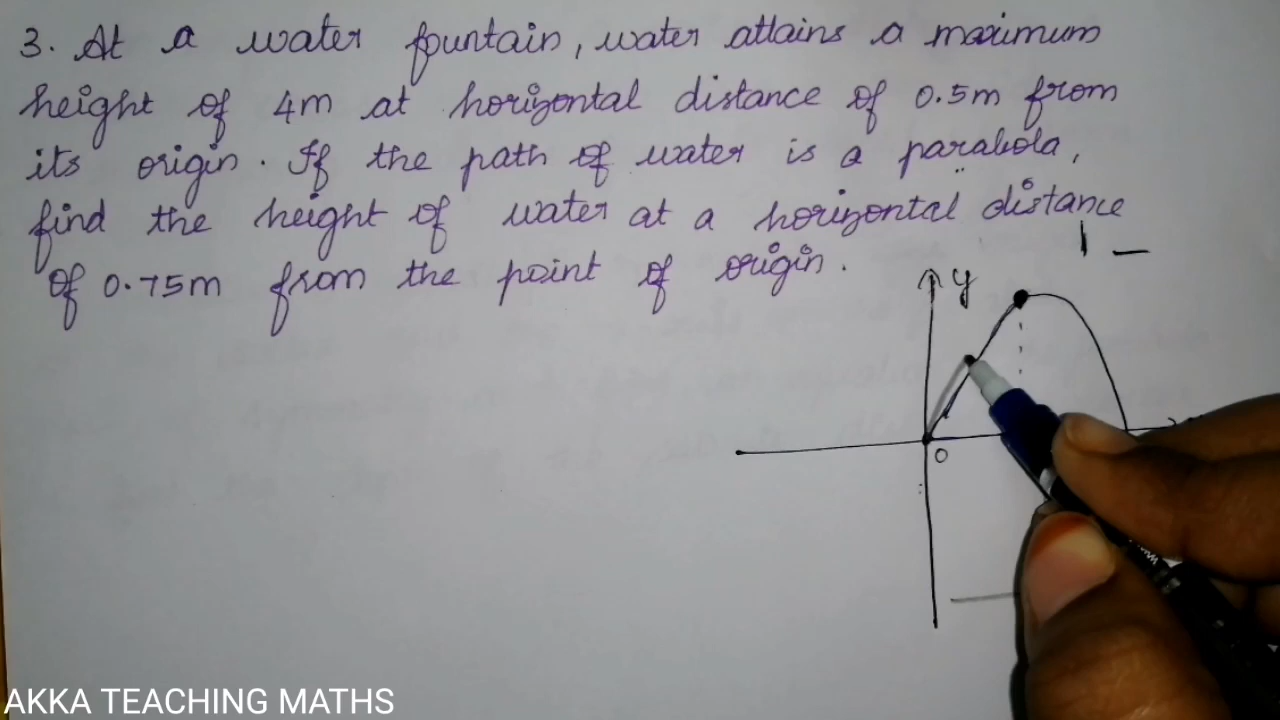 3. At a water fountain, water attains a maximum
height of 4m at horizontal distance of 0.5m from
its origin. If the path of water is a parabola,
find the height of water at a horizontal distance
of 0.75m from the point of origin.
y
0
AKKA TEACHING MATHS